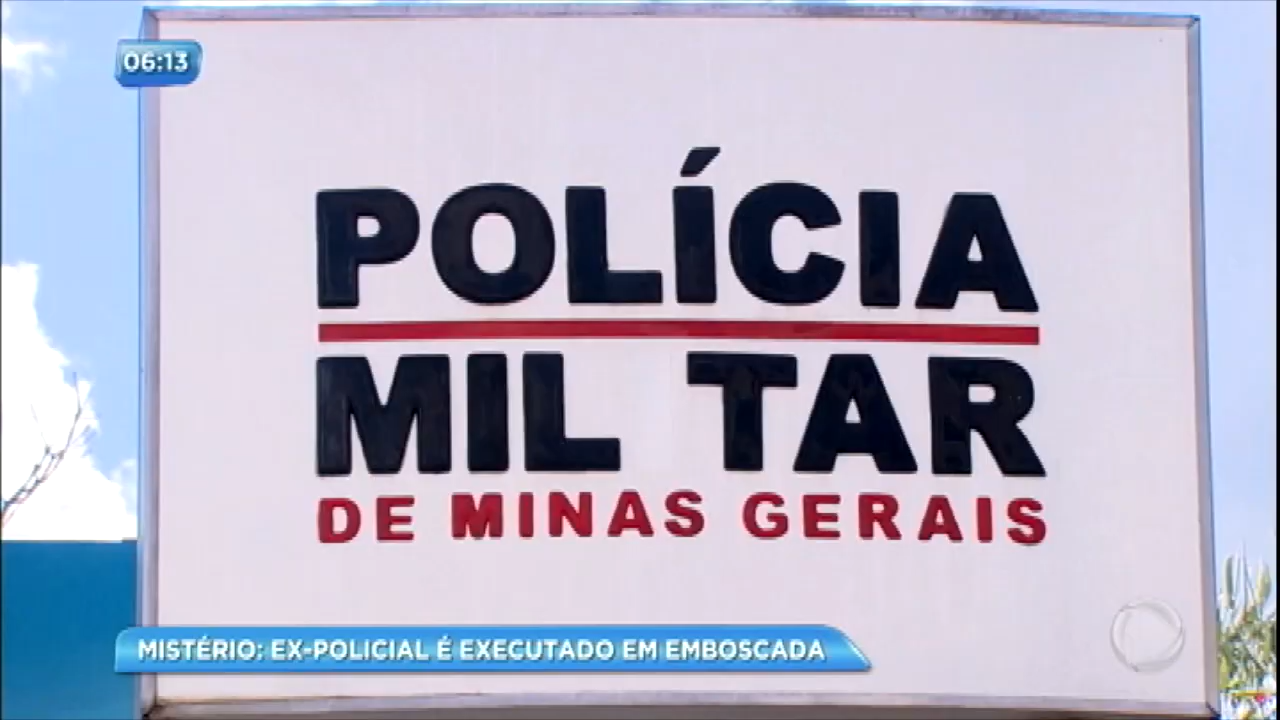 06:13
POLÍCIA
MIL TAR
DE MINAS GERAIS
MISTÉRIO: EX-POLICIAL É EXECUTADO EM EMBOSCADA